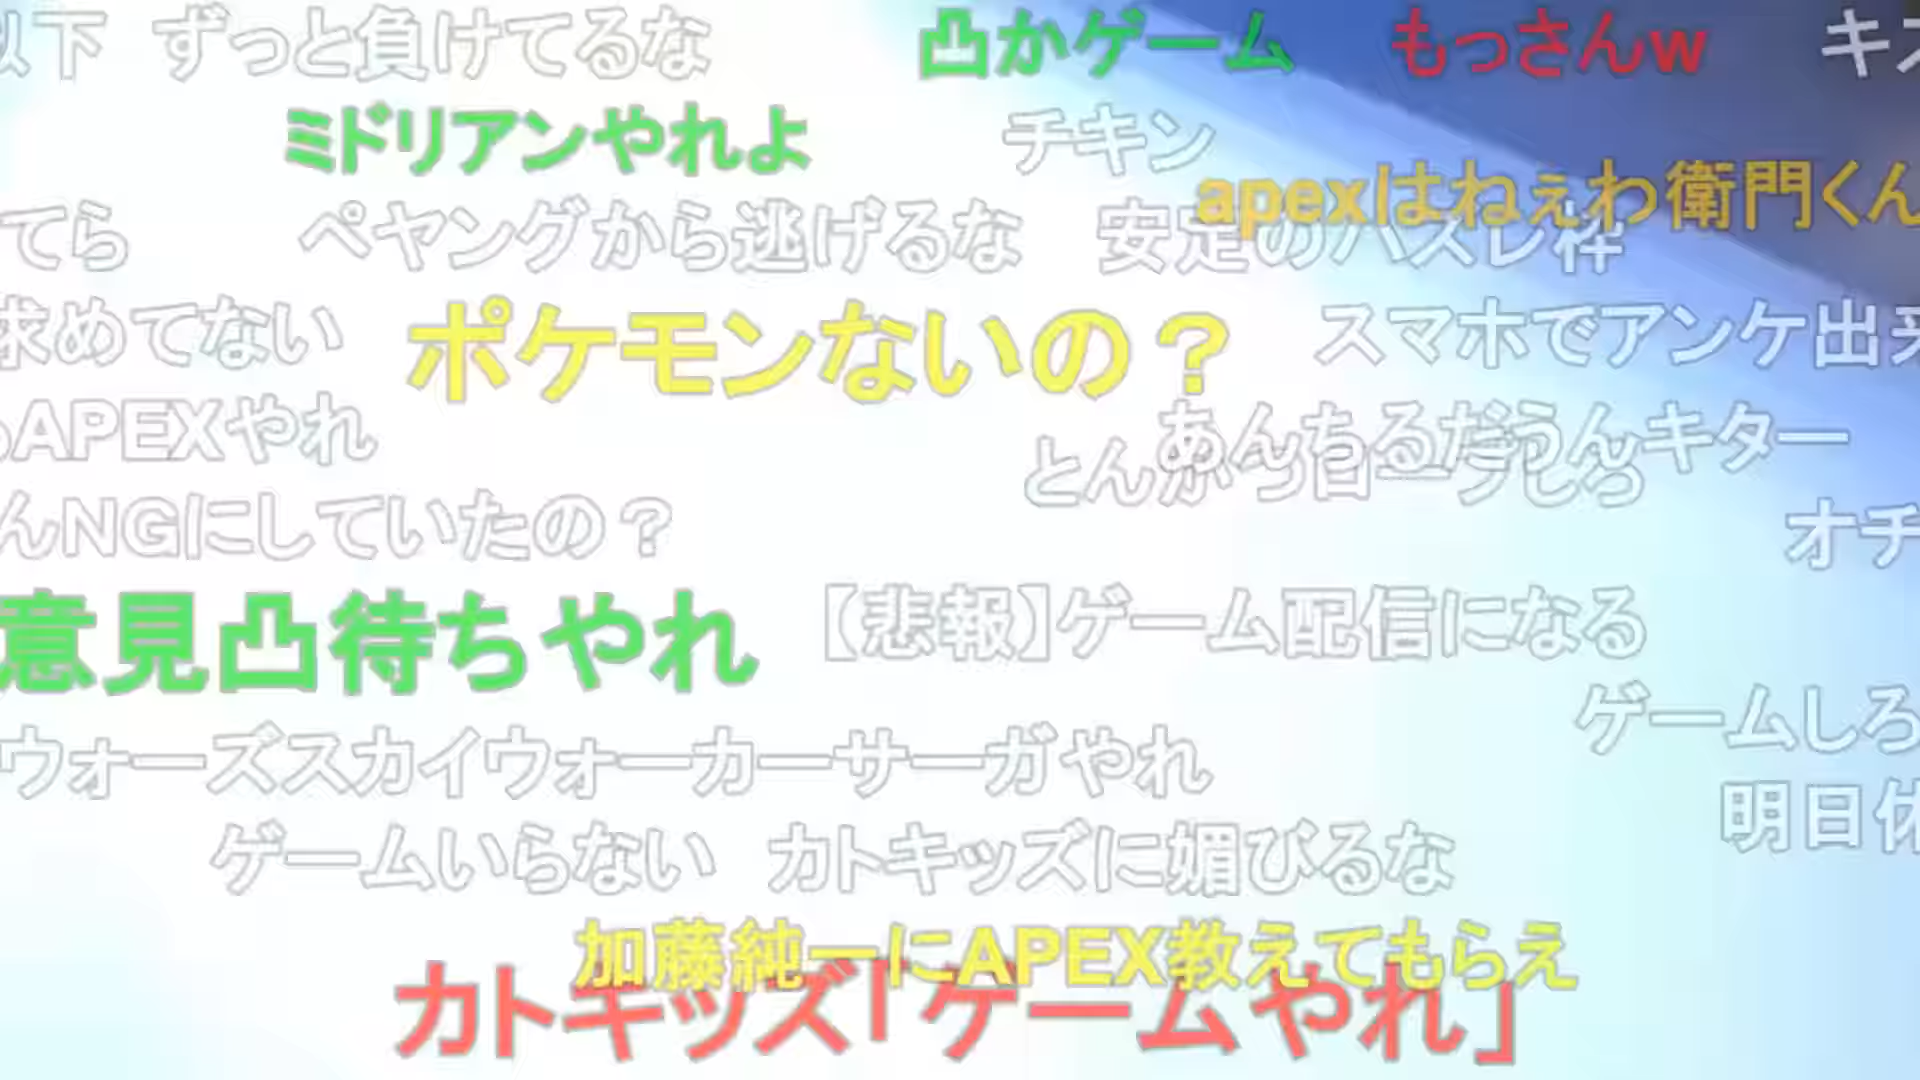 以下 ずっと負けてるな 凸かゲーム もっさんw キス
ミドリアンやれよ チキン
apexはねぇわ衛門くん
てら ペヤングから逃げるな 安定のハズレ枠
求めてない ポケモンないの？ スマホでアンケ出来
APEXやれ あんちるだうんキター
とんかつロープしろ
んNGにしていたの？ オチ
意見凸待ちやれ 【悲報】ゲーム配信になる
ゲームしろ
ウォーズスカイウォーカーサーガやれ
明日休
ゲームいらない カトキッズに媚びるな
加藤純一にAPEX教えてもらえ
カトキッズ「ゲームやれ」